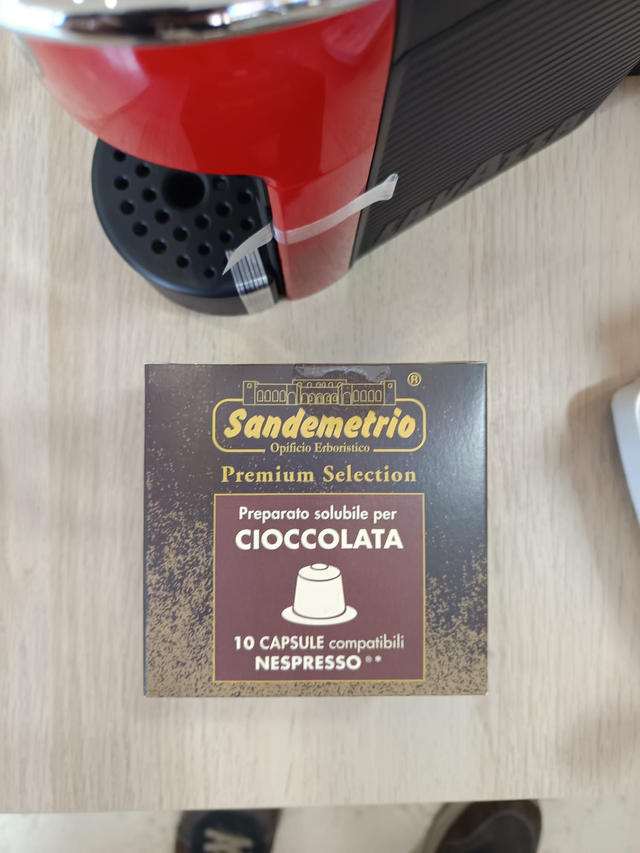 Sandemetrio ®
Opificio Erboristico
Premium Selection
Preparato solubile per
CIOCCOLATA
10 CAPSULE compatibili
NESPRESSO ®*